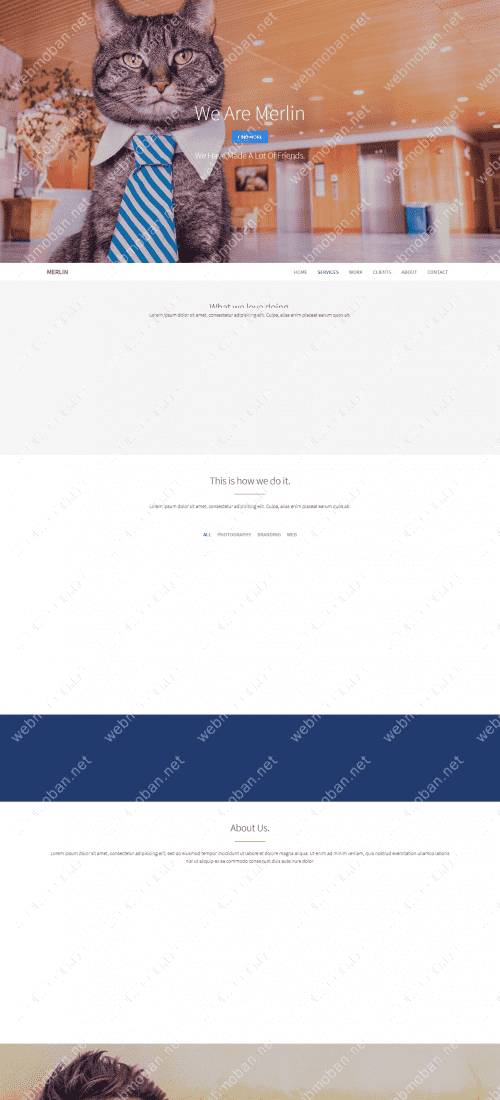 We Are Merlin
We Have Made A Lot Of Friends.
MERLIN
HOME SERVICES WORK CLIENTS ABOUT CONTACT
What we love doing
Lorem ipsum dolor sit amet, consectetur adipisicing elit. Culpa, alias enim placeat earum quos ab.
This is how we do it.
Lorem ipsum dolor sit amet, consectetur adipisicing elit. Culpa, alias enim placeat earum quos ab.
ALL PHOTOGRAPHY BRANDING WEB
webmoban.net
About Us.
Lorem ipsum dolor sit amet, consectetur adipisicing elit, sed do eiusmod tempor incididunt ut labore et dolore magna aliqua. Ut enim ad minim veniam, quis nostrud exercitation ullamco laboris
nisi ut aliquip ex ea commodo consequat duis aute irure dolor